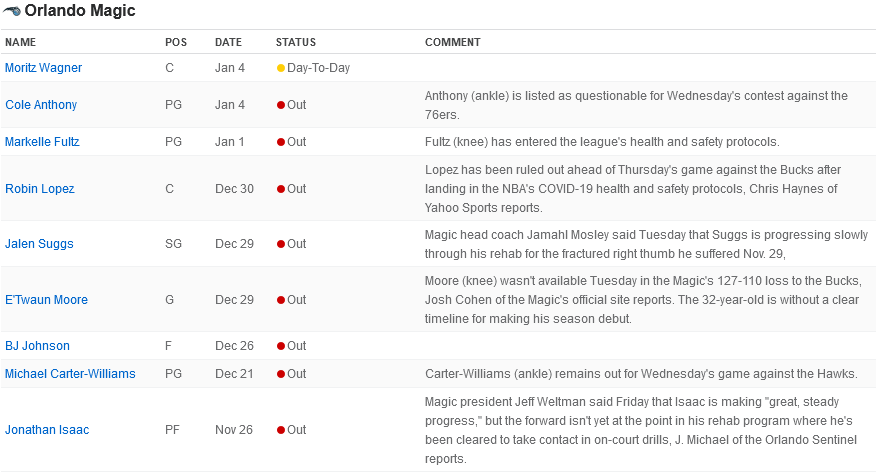 Orlando Magic
NAME POS DATE STATUS COMMENT
Moritz Wagner C Jan 4 Day-To-Day
Cole Anthony PG Jan 4 Out Anthony (ankle) is listed as questionable for Wednesday's contest against the
76ers.
Markelle Fultz PG Jan 1 Out Fultz (knee) has entered the league's health and safety protocols.
Robin Lopez C Dec 30 Out Lopez has been ruled out ahead of Thursday's game against the Bucks after
landing in the NBA's COVID-19 health and safety protocols, Chris Haynes of
Yahoo Sports reports.
Jalen Suggs SG Dec 29 Out Magic head coach Jamahl Mosley said Tuesday that Suggs is progressing slowly
through his rehab for the fractured right thumb he suffered Nov. 29,
E'Twaun Moore G Dec 29 Out Moore (knee) wasn't available Tuesday in the Magic's 127-110 loss to the Bucks,
Josh Cohen of the Magic's official site reports. The 32-year-old is without a clear
timeline for making his season debut.
BJ Johnson F Dec 26 Out
Michael Carter-Williams PG Dec 21 Out Carter-Williams (ankle) remains out for Wednesday's game against the Hawks.
Jonathan Isaac PF Nov 26 Out Magic president Jeff Weltman said Friday that Isaac is making "great, steady
progress," but the forward isn't yet at the point in his rehab program where he's
been cleared to take contact in on-court drills, J. Michael of the Orlando Sentinel
reports.